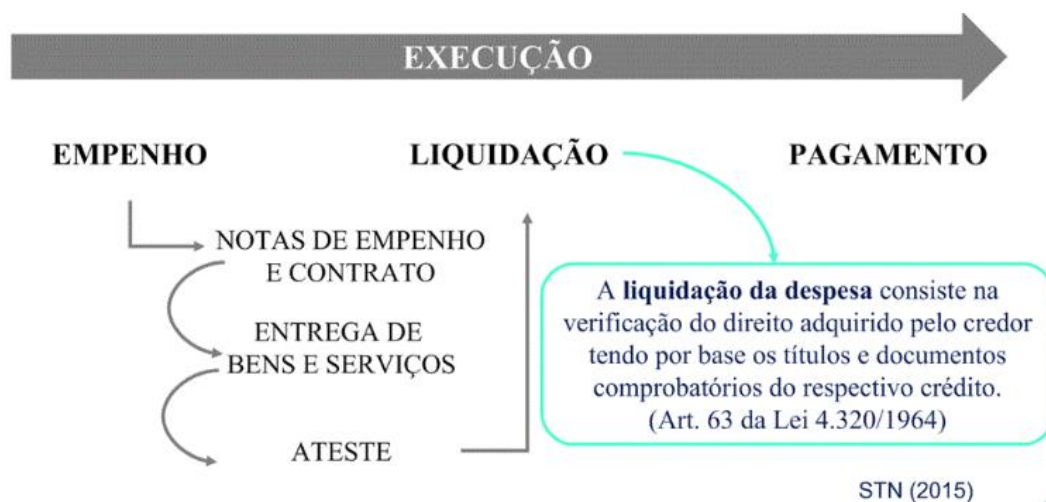 EXECUÇÃO
EMPENHO
LIQUIDAÇÃO
PAGAMENTO
NOTAS DE EMPENHO
E CONTRATO
ENTREGA DE
BENS E SERVIÇOS
ATESTE
A liquidação da despesa consiste na
verificação do direito adquirido pelo credor
tendo por base os títulos e documentos
comprobatórios do respectivo crédito.
(Art. 63 da Lei 4.320/1964)
STN (2015)